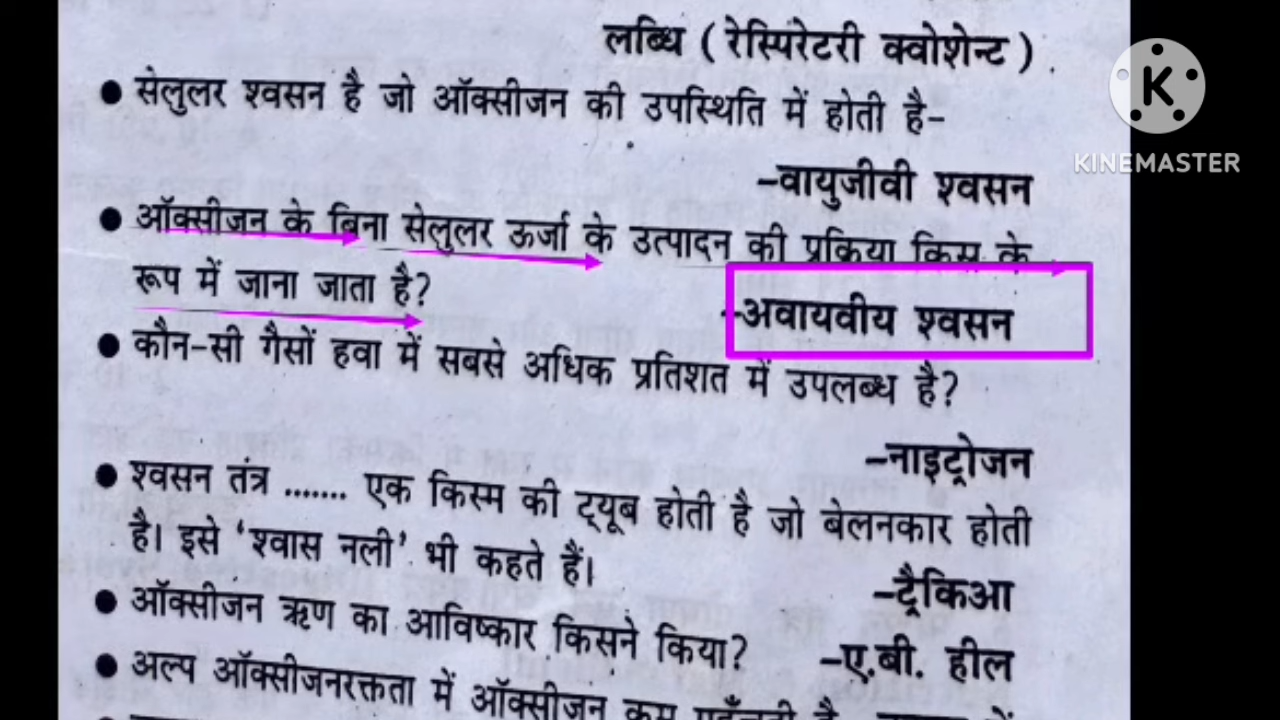 लब्धि ( रेस्पिरेटरी क्वोशेन्ट ) .
● सेलुलर श्वसन है जो ऑक्सीजन की उपस्थिति में होती है-
-वायुजीवी श्वसन
● ऑक्सीजन के बिना सेलुलर ऊर्जा के उत्पादन की प्रक्रिया किस के
रूप में जाना जाता है?
-अवायवीय श्वसन
● कौन-सी गैसों हवा में सबसे अधिक प्रतिशत में उपलब्ध है?
-नाइट्रोजन
● श्वसन तंत्र ....... एक किस्म की ट्यूब होती है जो बेलनकार होती
है। इसे ‘श्वास नली’ भी कहते हैं।
-ट्रैकिआ
● ऑक्सीजन ऋण का आविष्कार किसने किया?
-ए.बी. हील
● अल्प ऑक्सीजनरक्तता में ऑक्सीजन कम
K
KINEMASTER